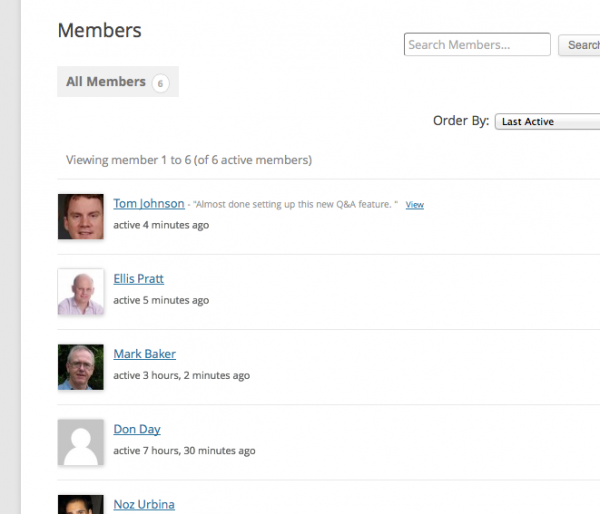 Members
Search Members...
Search
All Members 6
Order By: Last Active
Viewing member 1 to 6 (of 6 active members)
Tom Johnson - "Almost done setting up this new Q&A feature. " View
active 4 minutes ago
Ellis Pratt
active 5 minutes ago
Mark Baker
active 3 hours, 2 minutes ago
Don Day
active 7 hours, 30 minutes ago
Noz Urbina